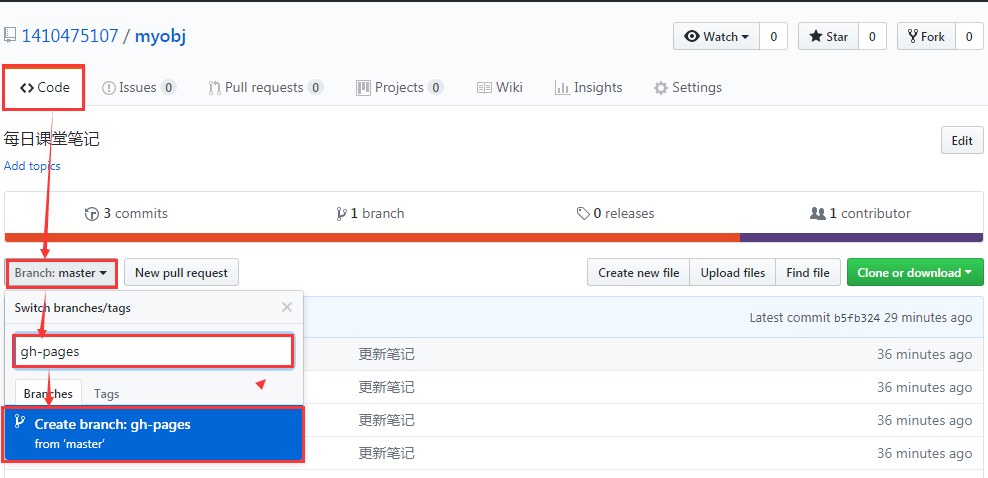 1410475107 / myobj
Watch 0 Star 0 Fork 0
Code Issues 0 Pull requests 0 Projects 0 Wiki Insights Settings
每日课堂笔记
Edit
Add topics
3 commits 1 branch 0 releases 1 contributor
Branch: master New pull request Create new file Upload files Find file Clone or download
Switch branches/tags
Latest commit b5fb324 29 minutes ago
gh-pages
更新笔记 36 minutes ago
更新笔记 36 minutes ago
Branches Tags
Create branch: gh-pages
更新笔记 36 minutes ago
from 'master'
更新笔记 36 minutes ago